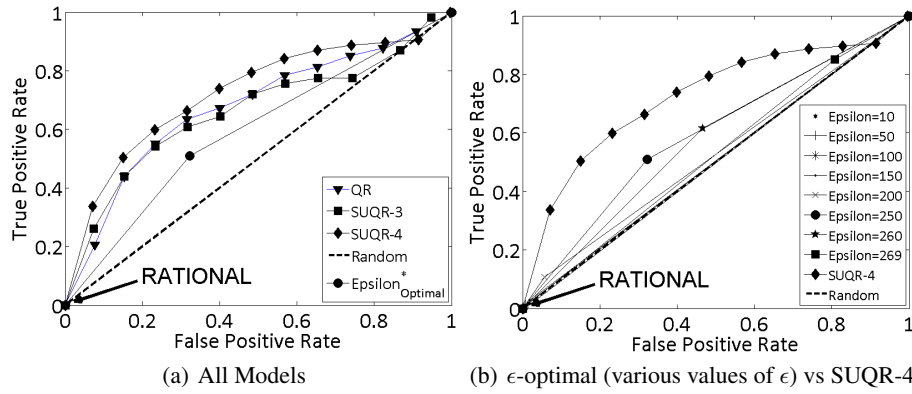 1
0.8
0.6
0.4
0.2
0
True Positive Rate
0 0.2 0.4 0.6 0.8 1
False Positive Rate
RATIONAL
QR
SUQR-3
SUQR-4
Random
Epsilon*Optimal
(a) All Models
1
0.8
0.6
0.4
0.2
0
True Positive Rate
0 0.2 0.4 0.6 0.8 1
False Positive Rate
RATIONAL
Epsilon=10
Epsilon=50
Epsilon=100
Epsilon=150
Epsilon=200
Epsilon=250
Epsilon=260
Epsilon=269
SUQR-4
Random
(b) ϵ-optimal (various values of ϵ) vs SUQR-4